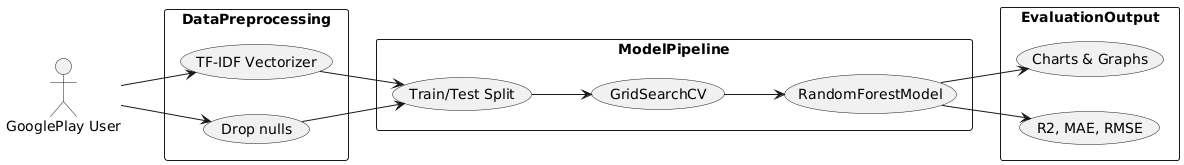 GooglePlay User
DataPreprocessing
TF-IDF Vectorizer
Drop nulls
ModelPipeline
Train/Test Split
GridSearchCV
RandomForestModel
EvaluationOutput
Charts & Graphs
R2, MAE, RMSE